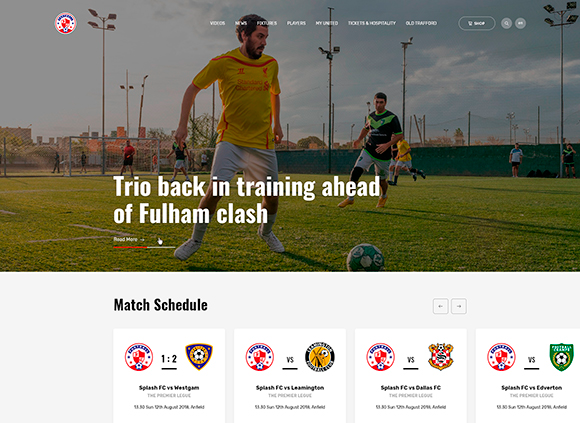 VIDEOS NEWS FIXTURES PLAYERS MY UNITED TICKETS & HOSPITALITY OLD TRAFFORD SHOP
Trio back in training ahead
of Fulham clash
Read More →
Match Schedule
← →
1 : 2 VS VS VS
Splash FC vs Westgam Splash FC vs Leamington Splash FC vs Dallas FC Splash FC vs Edverton
THE PREMIER LEGUE THE PREMIER LEGUE THE PREMIER LEGUE THE PREMIER LEGUE
13.30 Sun 12th August 2018, Anfield 13.30 Sun 12th August 2018, Anfield 13.30 Sun 12th August 2018, Anfield 13.30 Sun 12th August 2018, Anfield